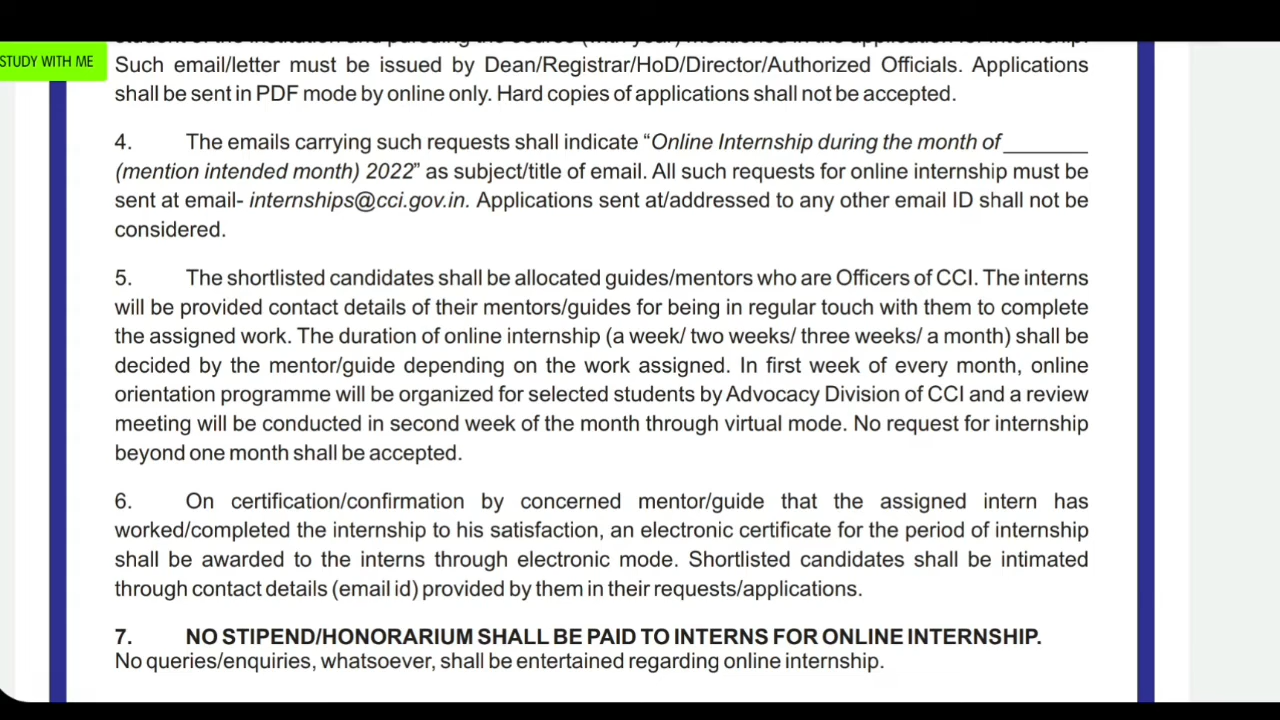 STUDY WITH ME
Such email/letter must be issued by Dean/Registrar/HoD/Director/Authorized Officials. Applications
shall be sent in PDF mode by online only. Hard copies of applications shall not be accepted.
4. The emails carrying such requests shall indicate “Online Internship during the month of _______
(mention intended month) 2022” as subject/title of email. All such requests for online internship must be
sent at email- internships@cci.gov.in. Applications sent at/addressed to any other email ID shall not be
considered.
5. The shortlisted candidates shall be allocated guides/mentors who are Officers of CCI. The interns
will be provided contact details of their mentors/guides for being in regular touch with them to complete
the assigned work. The duration of online internship (a week/ two weeks/ three weeks/ a month) shall be
decided by the mentor/guide depending on the work assigned. In first week of every month, online
orientation programme will be organized for selected students by Advocacy Division of CCI and a review
meeting will be conducted in second week of the month through virtual mode. No request for internship
beyond one month shall be accepted.
6. On certification/confirmation by concerned mentor/guide that the assigned intern has
worked/completed the internship to his satisfaction, an electronic certificate for the period of internship
shall be awarded to the interns through electronic mode. Shortlisted candidates shall be intimated
through contact details (email id) provided by them in their requests/applications.
7. NO STIPEND/HONORARIUM SHALL BE PAID TO INTERNS FOR ONLINE INTERNSHIP.
No queries/enquiries, whatsoever, shall be entertained regarding online internship.